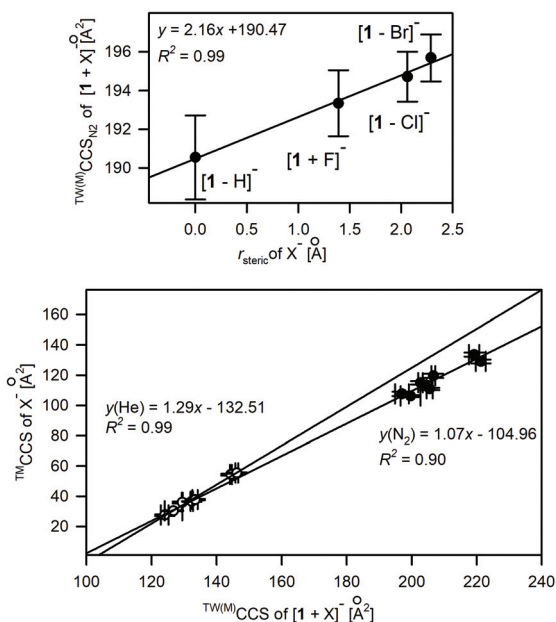 y = 2.16x +190.47
R² = 0.99
[1 - Br]⁻
[1 - Cl]⁻
[1 + F]⁻
[1 - H]⁻
196
194
192
190
190
TW(M)CCS_N2 of [1 + X]⁻ [Å²]
0.0 0.5 1.0 1.5 2.0 2.5
r_steric of X⁻ [Å]
160
140
120
100
80
60
40
20
y(He) = 1.29x - 132.51
R² = 0.99
y(N₂) = 1.07x - 104.96
R² = 0.90
TMCCS of X⁻ [Å²]
100 120 140 160 180 200 220 240
TW(M)CCS of [1 + X]⁻ [Å²]